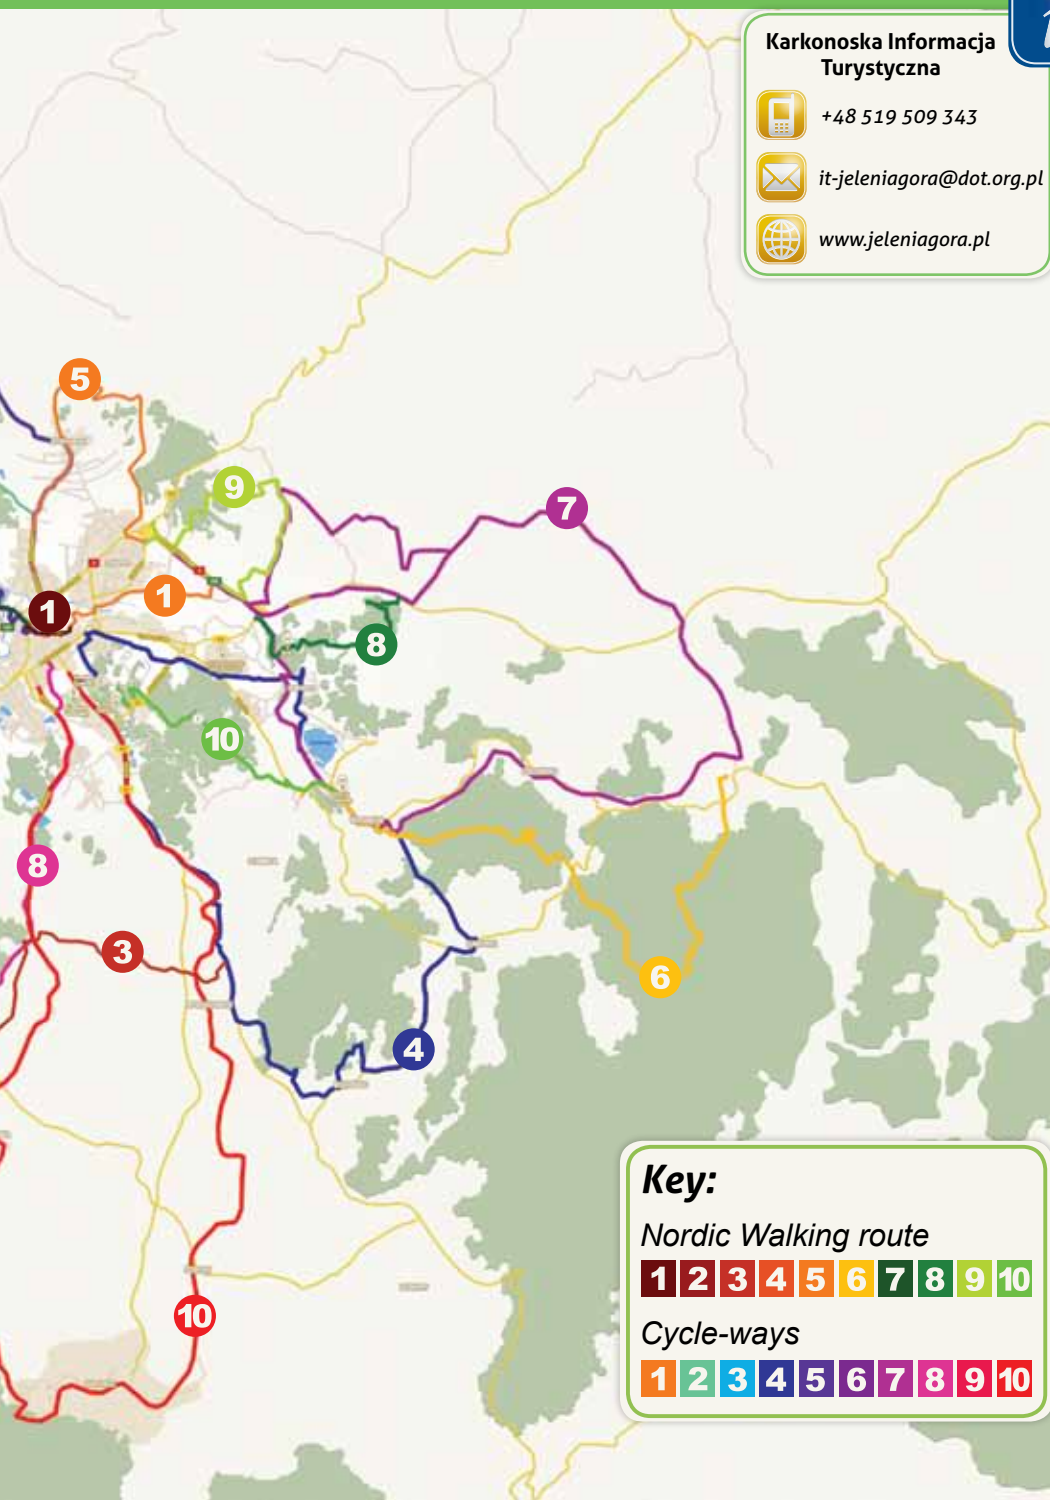 Karkonoska Informacja
Turystyczna
+48 519 509 343
it-jeleniagora@dot.org.pl
www.jeleniagora.pl
5
9
7
1
1
8
10
8
3
6
4
10
Key:
Nordic Walking route
1 2 3 4 5 6 7 8 9 10
Cycle-ways
1 2 3 4 5 6 7 8 9 10